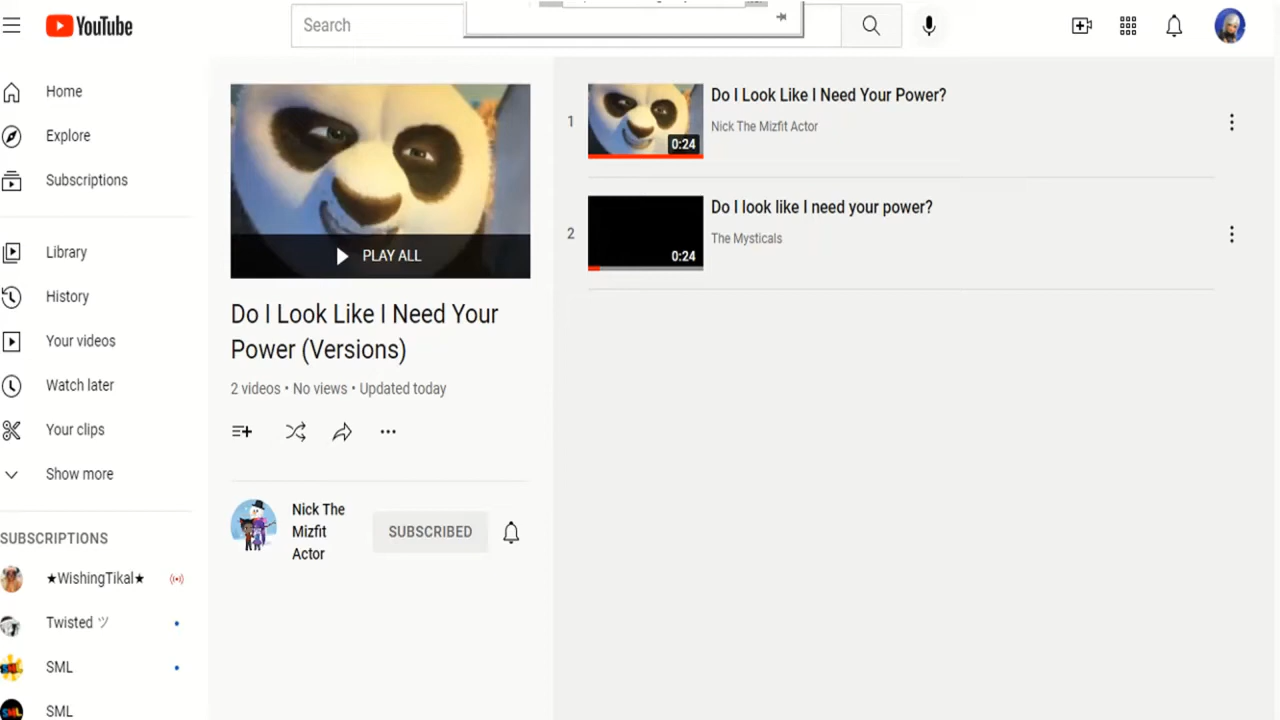 YouTube
Search
Home
Explore
Subscriptions
Library
History
Your videos
Watch later
Your clips
Show more
SUBSCRIPTIONS
★WishingTikal★
Twisted ツ
SML
SML
PLAY ALL
Do I Look Like I Need Your
Power (Versions)
2 videos • No views • Updated today
Nick The
Mizfit
Actor
SUBSCRIBED
1
0:24
Do I Look Like I Need Your Power?
Nick The Mizfit Actor
2
0:24
Do I look like I need your power?
The Mysticals